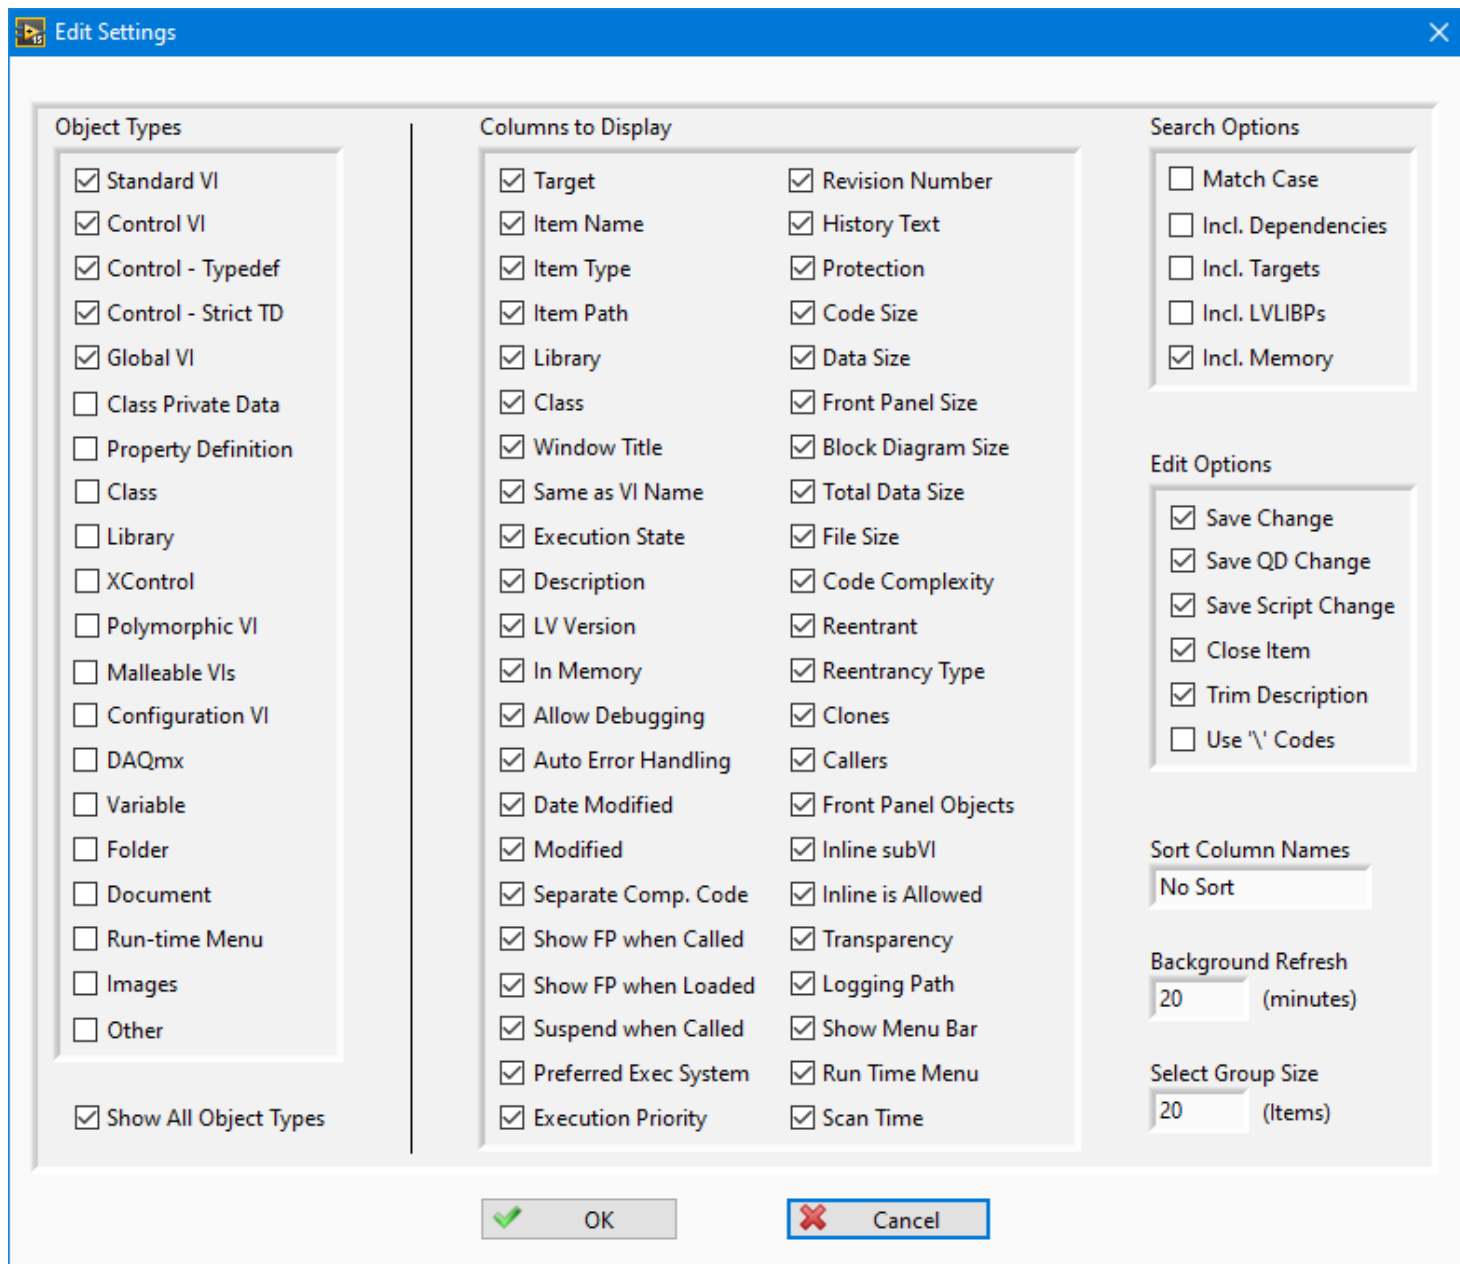 Edit Settings
Object Types
Standard VI
Control VI
Control - Typedef
Control - Strict TD
Global VI
Class Private Data
Property Definition
Class
Library
XControl
Polymorphic VI
Malleable VIs
Configuration VI
DAQmx
Variable
Folder
Document
Run-time Menu
Images
Other
Show All Object Types
Columns to Display
Target
Item Name
Item Type
Item Path
Library
Class
Window Title
Same as VI Name
Execution State
Description
LV Version
In Memory
Allow Debugging
Auto Error Handling
Date Modified
Modified
Separate Comp. Code
Show FP when Called
Show FP when Loaded
Suspend when Called
Preferred Exec System
Execution Priority
Revision Number
History Text
Protection
Code Size
Data Size
Front Panel Size
Block Diagram Size
Total Data Size
File Size
Code Complexity
Reentrant
Reentrancy Type
Clones
Callers
Front Panel Objects
Inline subVI
Inline is Allowed
Transparency
Logging Path
Show Menu Bar
Run Time Menu
Scan Time
Search Options
Match Case
Incl. Dependencies
Incl. Targets
Incl. LVLIBPs
Incl. Memory
Edit Options
Save Change
Save QD Change
Save Script Change
Close Item
Trim Description
Use '\' Codes
Sort Column Names
No Sort
Background Refresh
20 (minutes)
Select Group Size
20 (Items)
OK
Cancel